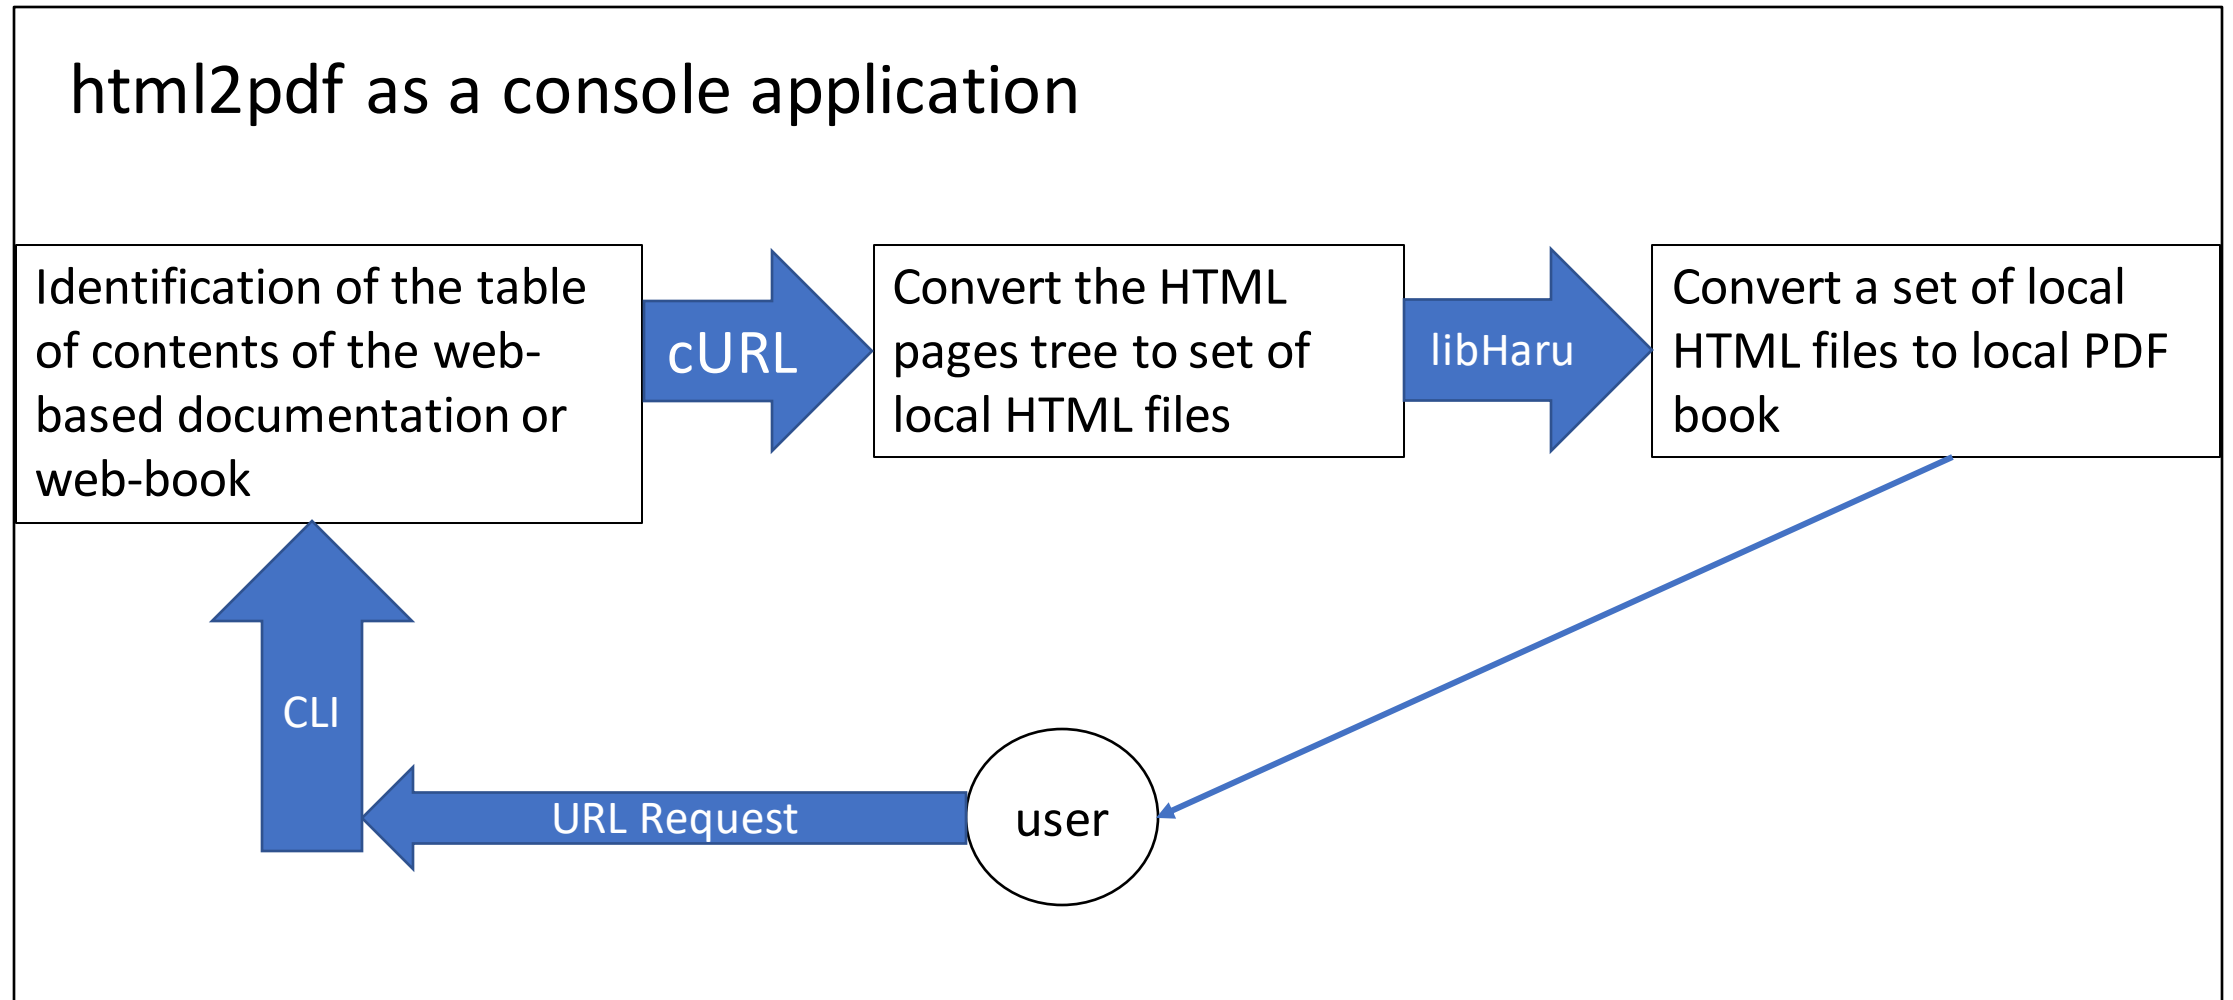 html2pdf as a console application
Identification of the table
of contents of the web-
based documentation or
web-book
cURL
Convert the HTML
pages tree to set of
local HTML files
libHaru
Convert a set of local
HTML files to local PDF
book
CLI
URL Request
user